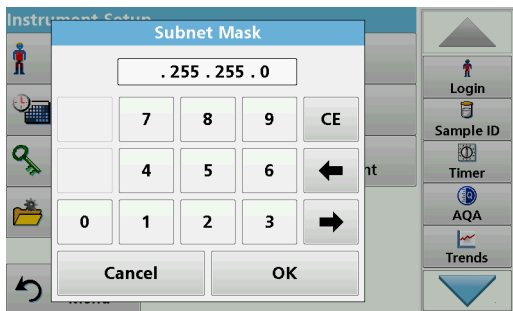 Instrument Setup
Subnet Mask
. 255 . 255 . 0
7 8 9 CE
4 5 6
0 1 2 3
Cancel OK
Login
Sample ID
Timer
AQA
Trends